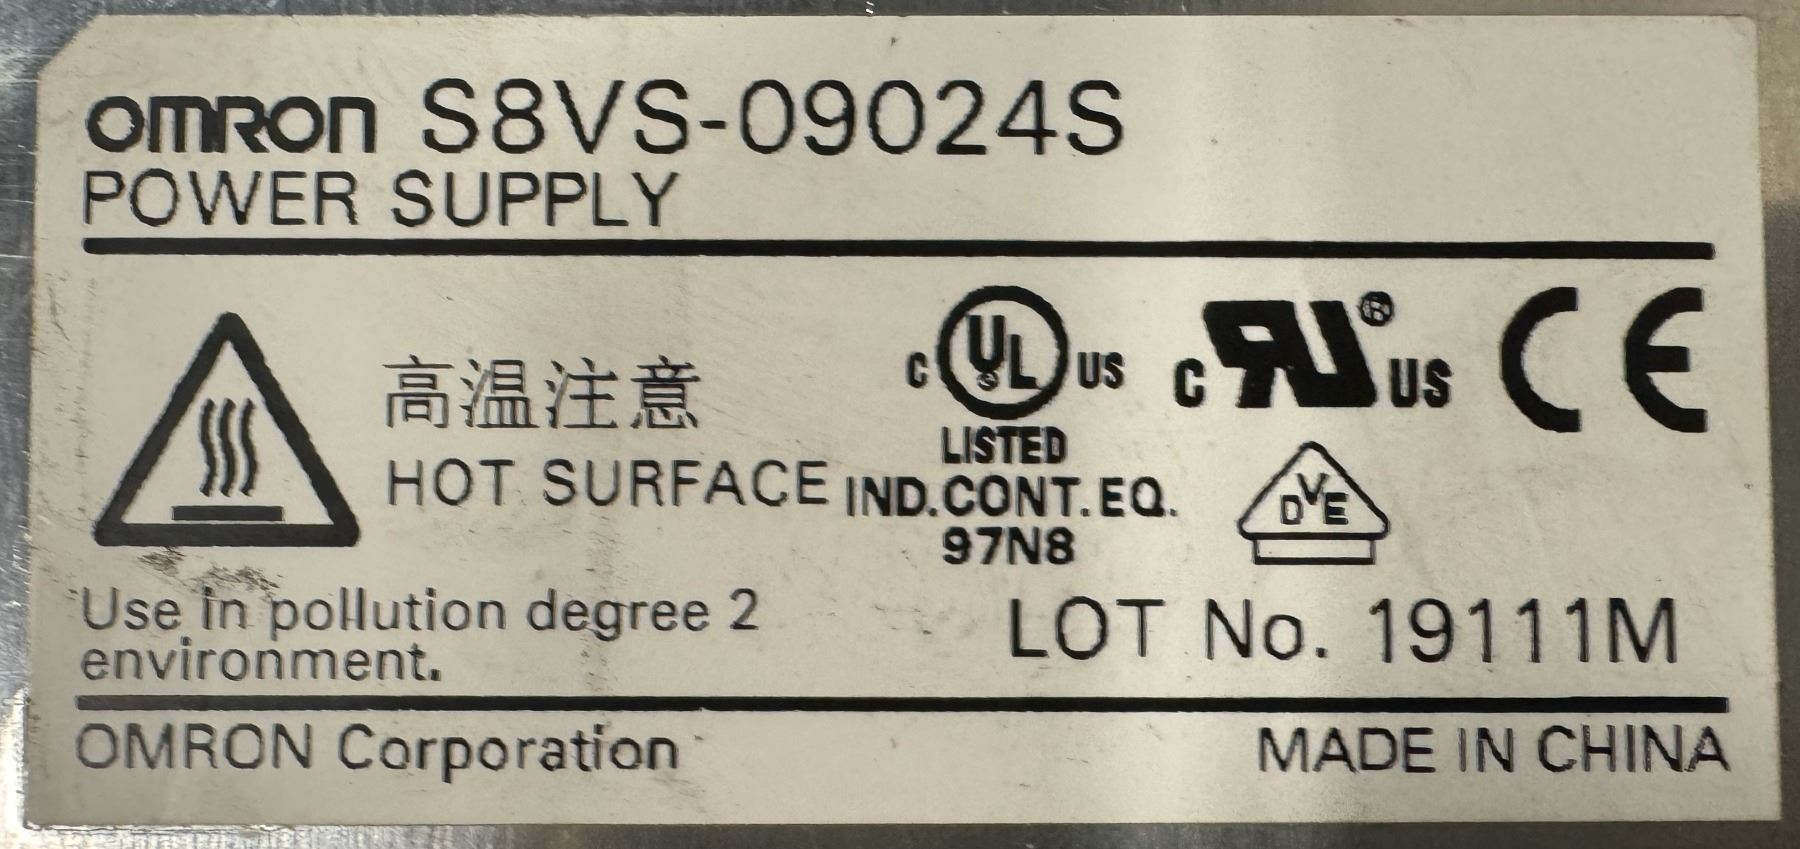 OMRON S8VS-09024S
POWER SUPPLY
高温注意
HOT SURFACE
C UL US
LISTED
IND.CONT.EQ.
97N8
C RU® US
CE
DVE
Use in pollution degree 2
environment.
LOT No. 19111M
OMRON Corporation
MADE IN CHINA